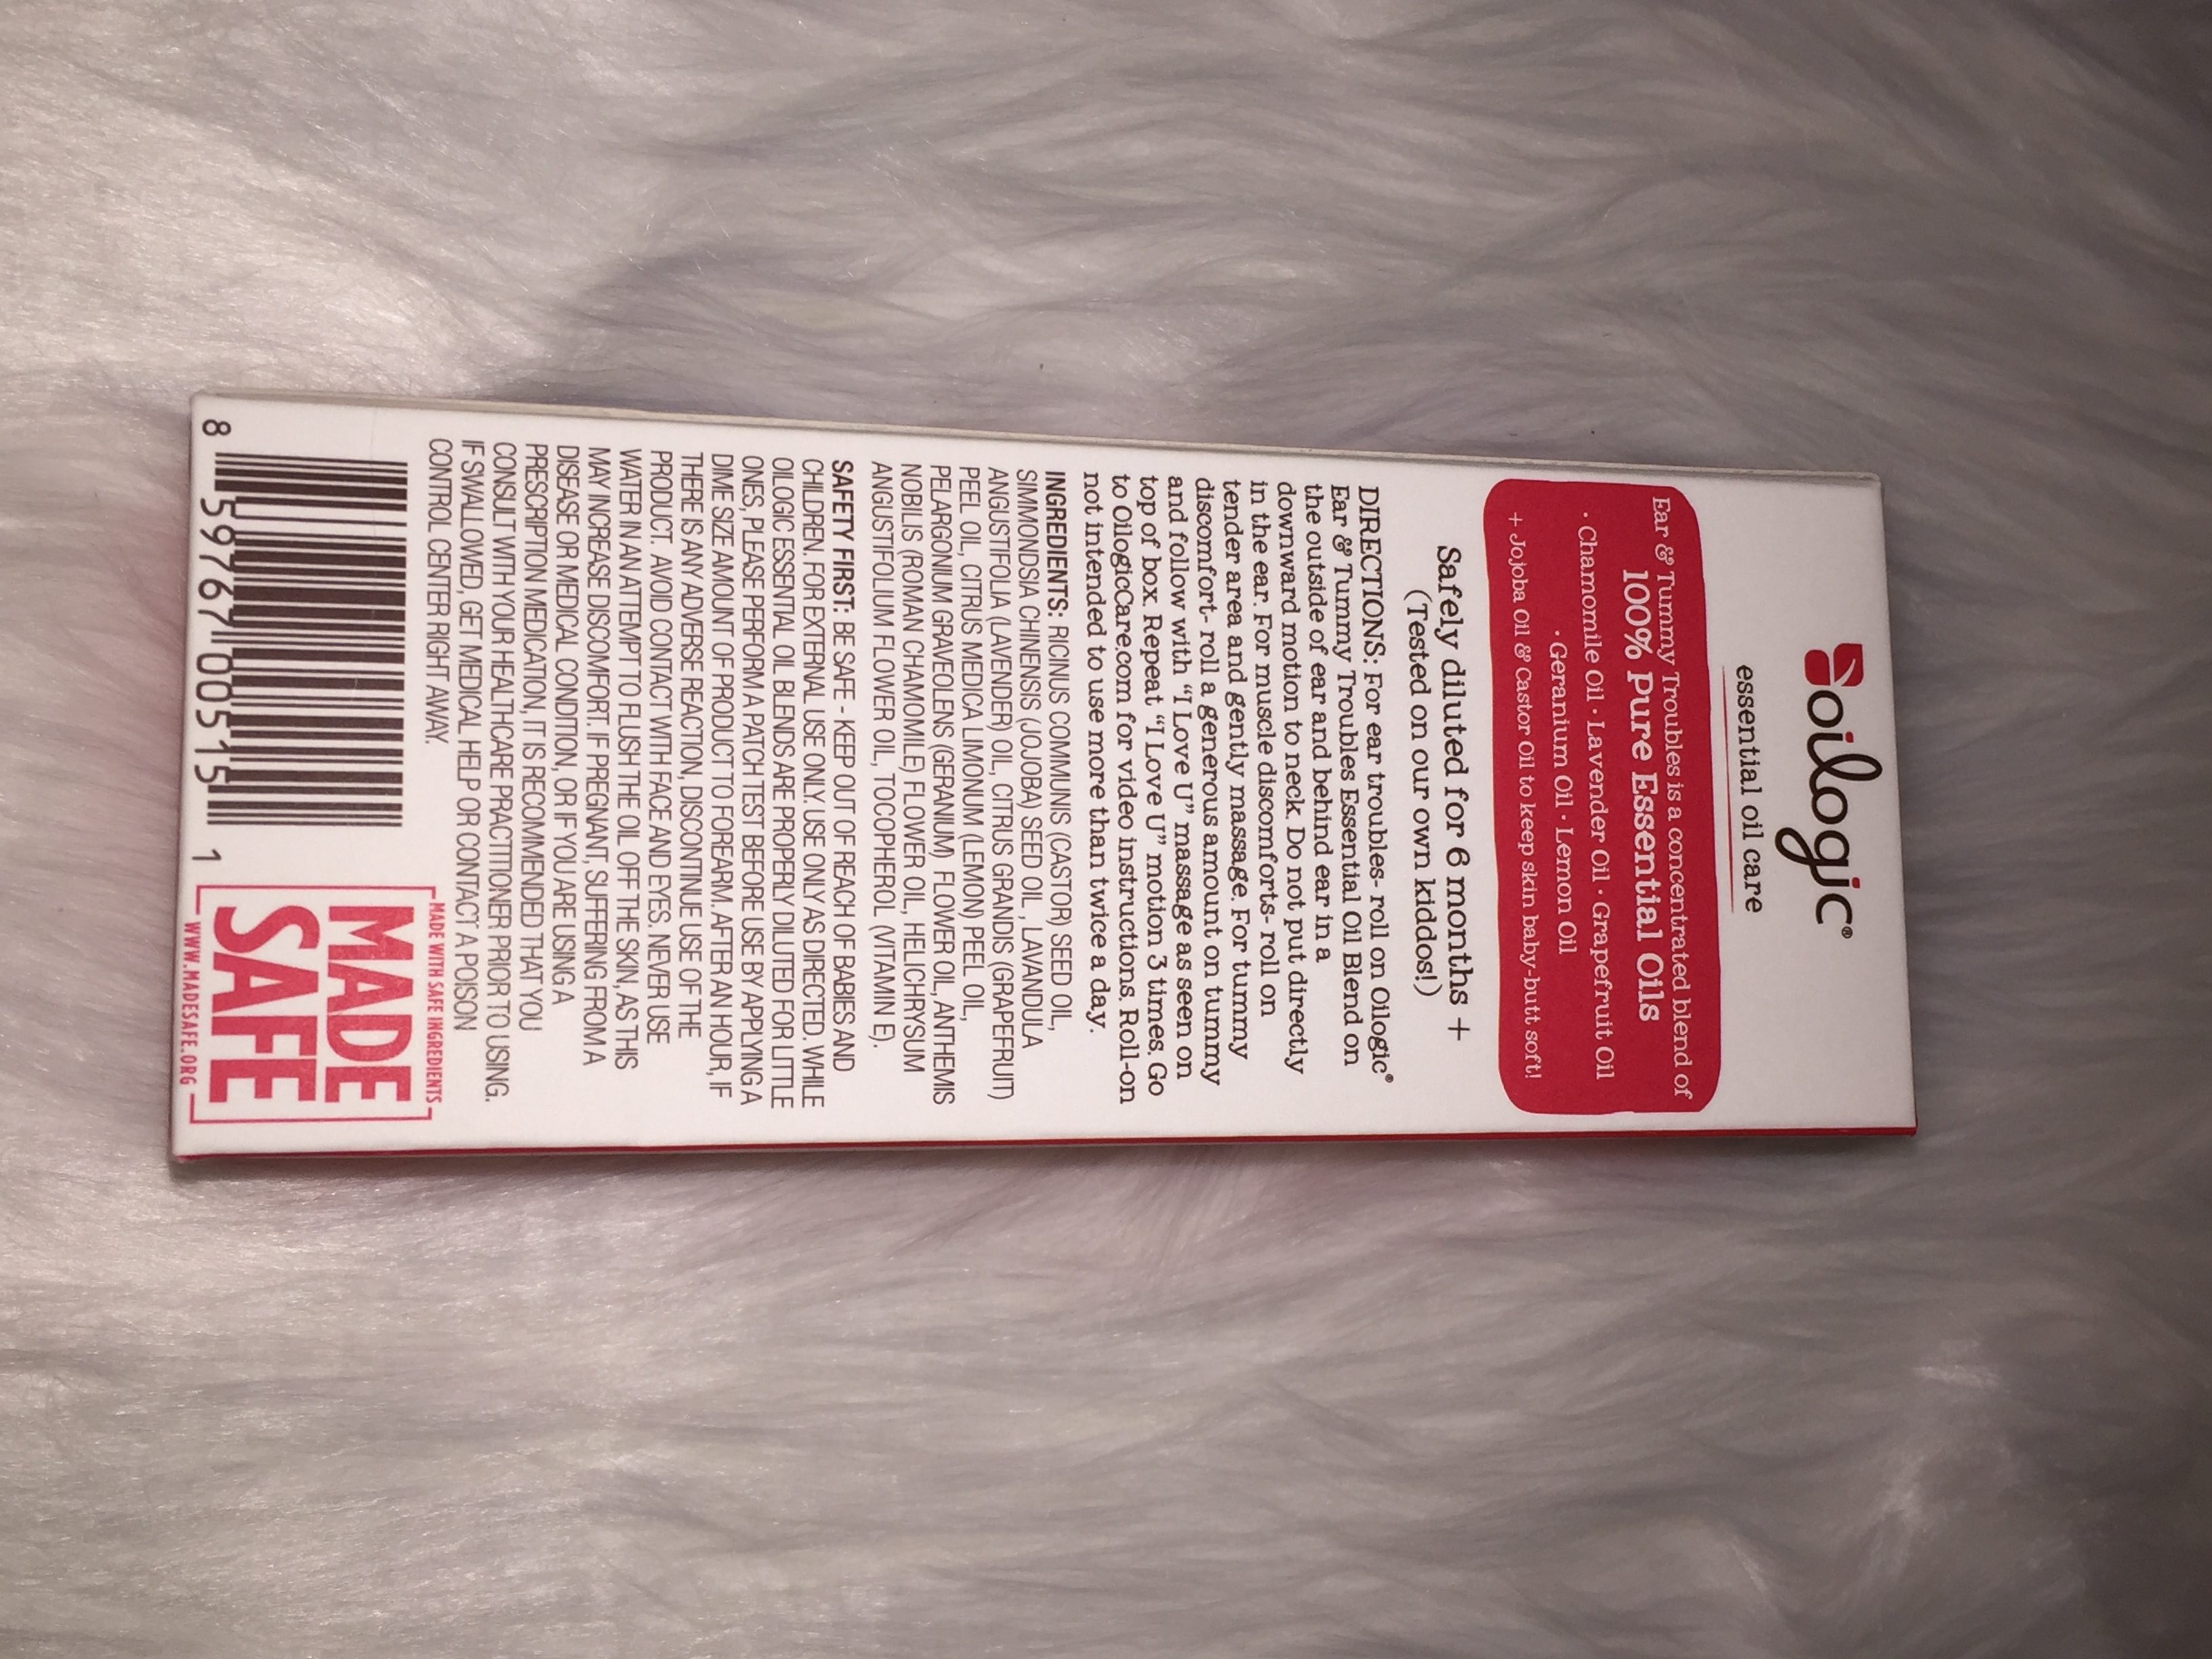 oilogic®
essential oil care
Ear & Tummy Troubles is a concentrated blend of
100% Pure Essential Oils
· Chamomile Oil · Lavender Oil · Grapefruit Oil
· Geranium Oil · Lemon Oil
+ Jojoba Oil & Castor Oil to keep skin baby-butt soft!
Safely diluted for 6 months +
(Tested on our own kiddos!)
DIRECTIONS: For ear troubles- roll on Oilogic®
Ear & Tummy Troubles Essential Oil Blend on
the outside of ear and behind ear in a
downward motion to neck. Do not put directly
in the ear. For muscle discomforts- roll on
tender area and gently massage. For tummy
discomfort- roll a generous amount on tummy
and follow with "I Love U" massage as seen on
top of box. Repeat "I Love U" motion 3 times. Go
to OilogicCare.com for video instructions. Roll-on
not intended to use more than twice a day.
INGREDIENTS: RICINUS COMMUNIS (CASTOR) SEED OIL,
SIMMONDSIA CHINENSIS (JOJOBA) SEED OIL , LAVANDULA
ANGUSTIFOLIA (LAVENDER) OIL, CITRUS GRANDIS (GRAPEFRUIT)
PEEL OIL, CITRUS MEDICA LIMONUM (LEMON) PEEL OIL,
PELARGONIUM GRAVEOLENS (GERANIUM) FLOWER OIL, ANTHEMIS
NOBILIS (ROMAN CHAMOMILE) FLOWER OIL, HELICHRYSUM
ANGUSTIFOLIUM FLOWER OIL, TOCOPHEROL (VITAMIN E).
SAFETY FIRST: BE SAFE - KEEP OUT OF REACH OF BABIES AND
CHILDREN. FOR EXTERNAL USE ONLY. USE ONLY AS DIRECTED. WHILE
OILOGIC ESSENTIAL OIL BLENDS ARE PROPERLY DILUTED FOR LITTLE
ONES, PLEASE PERFORM A PATCH TEST BEFORE USE BY APPLYING A
DIME SIZE AMOUNT OF PRODUCT TO FOREARM. AFTER AN HOUR, IF
THERE IS ANY ADVERSE REACTION, DISCONTINUE USE OF THE
PRODUCT. AVOID CONTACT WITH FACE AND EYES. NEVER USE
WATER IN AN ATTEMPT TO FLUSH THE OIL OFF THE SKIN, AS THIS
MAY INCREASE DISCOMFORT. IF PREGNANT, SUFFERING FROM A
DISEASE OR MEDICAL CONDITION, OR IF YOU ARE USING A
PRESCRIPTION MEDICATION, IT IS RECOMMENDED THAT YOU
CONSULT WITH YOUR HEALTHCARE PRACTITIONER PRIOR TO USING.
IF SWALLOWED, GET MEDICAL HELP OR CONTACT A POISON
CONTROL CENTER RIGHT AWAY.
8 59767 00515 1
MADE WITH SAFE INGREDIENTS
MADE
SAFE
WWW.MADESAFE.ORG